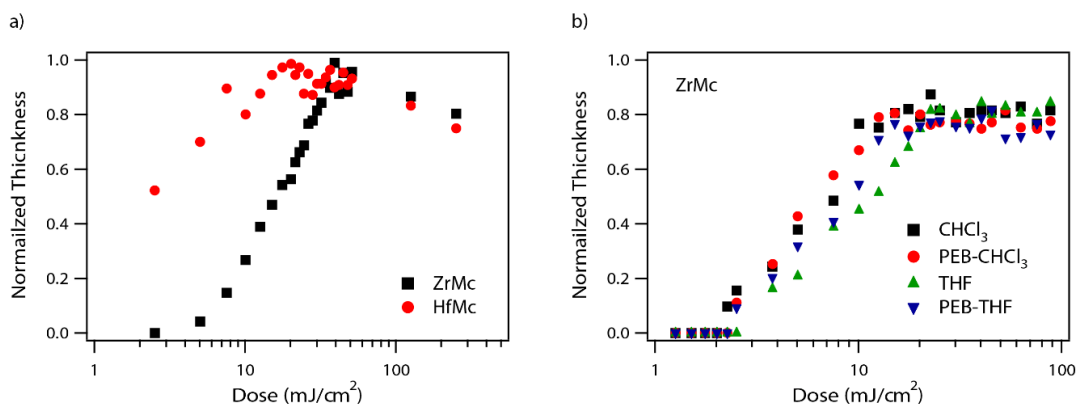 a)
Normailzed Thicnkness
1.0
0.8
0.6
0.4
0.2
0.0
ZrMc
HfMc
1
10
100
Dose (mJ/cm²)
b)
Normailzed Thicnkness
1.0
0.8
0.6
0.4
0.2
0.0
ZrMc
CHCl₃
PEB-CHCl₃
THF
PEB-THF
1
10
100
Dose (mJ/cm²)